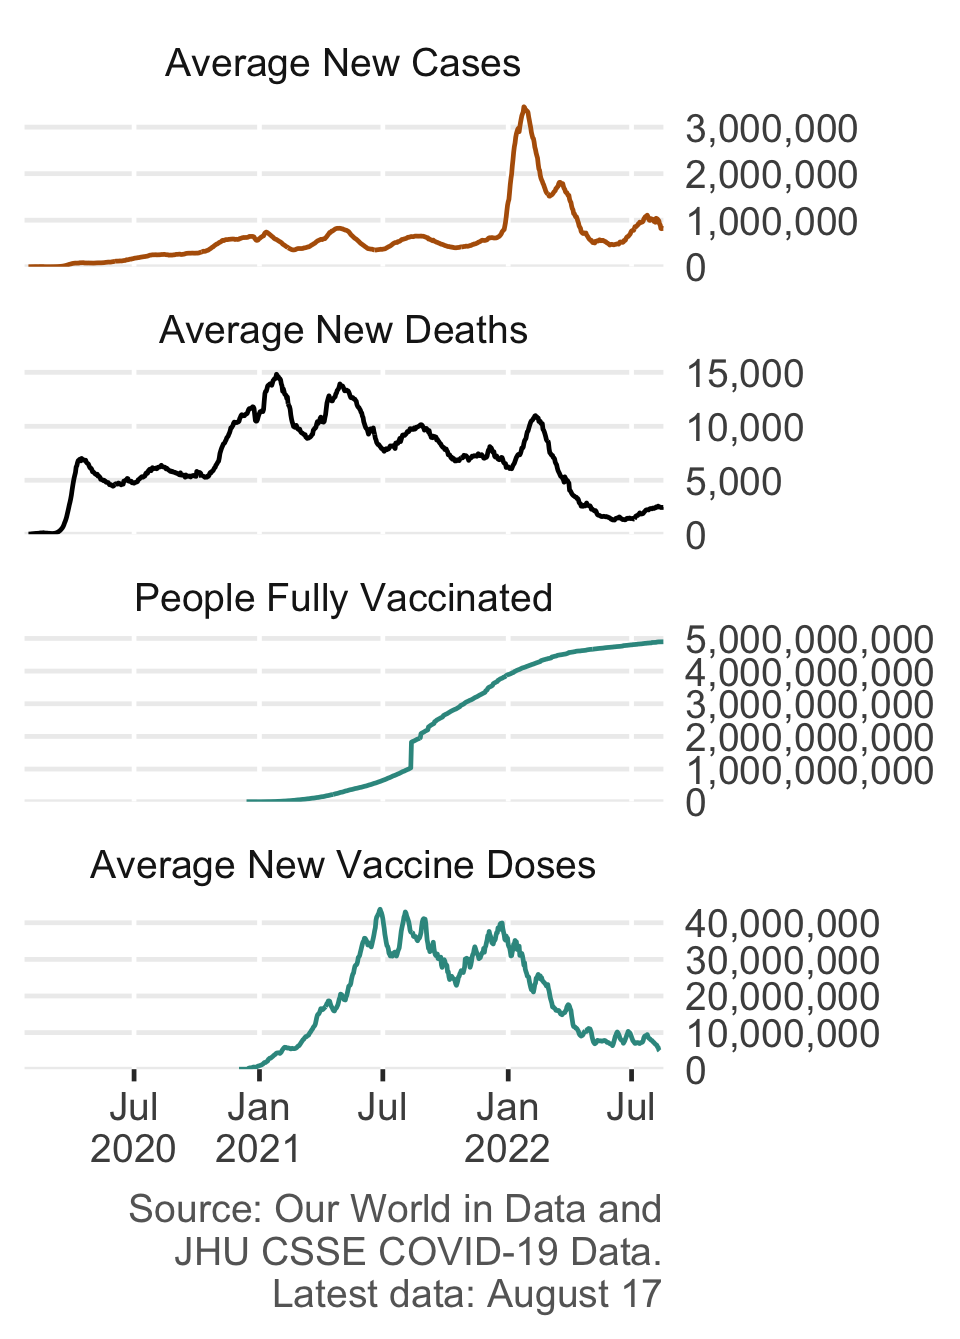 Average New Cases
3,000,000
2,000,000
1,000,000
0
Average New Deaths
15,000
10,000
5,000
0
People Fully Vaccinated
5,000,000,000
4,000,000,000
3,000,000,000
2,000,000,000
1,000,000,000
0
Average New Vaccine Doses
40,000,000
30,000,000
20,000,000
10,000,000
0
Jul Jan Jul Jan Jul
2020 2021 2022
Source: Our World in Data and
JHU CSSE COVID-19 Data.
Latest data: August 17